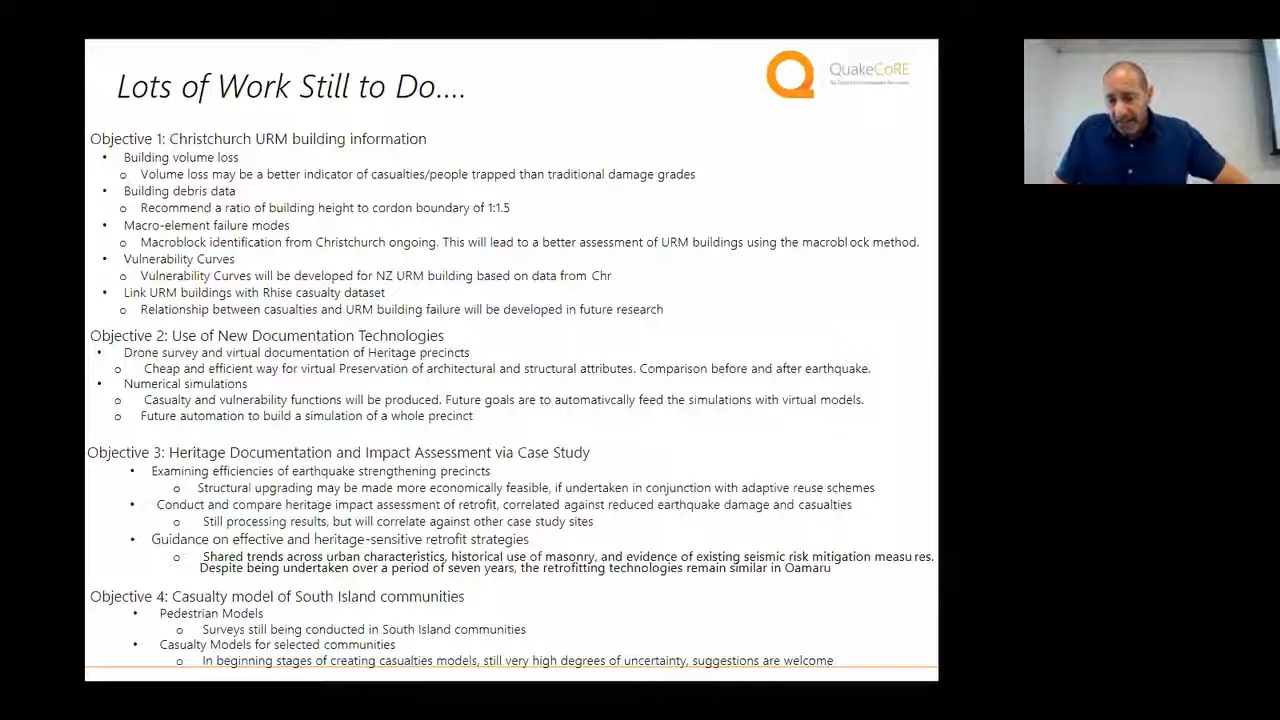 Lots of Work Still to Do....
QuakeCoRE
Objective 1: Christchurch URM building information
• Building volume loss
o Volume loss may be a better indicator of casualties/people trapped than traditional damage grades
• Building debris data
o Recommend a ratio of building height to cordon boundary of 1:1.5
• Macro-element failure modes
o Macroblock identification from Christchurch ongoing. This will lead to a better assessment of URM buildings using the macroblock method.
• Vulnerability Curves
o Vulnerability Curves will be developed for NZ URM building based on data from Chr
• Link URM buildings with Rhise casualty dataset
o Relationship between casualties and URM building failure will be developed in future research
Objective 2: Use of New Documentation Technologies
• Drone survey and virtual documentation of Heritage precincts
o Cheap and efficient way for virtual Preservation of architectural and structural attributes. Comparison before and after earthquake.
• Numerical simulations
o Casualty and vulnerability functions will be produced. Future goals are to automativcally feed the simulations with virtual models.
o Future automation to build a simulation of a whole precinct
Objective 3: Heritage Documentation and Impact Assessment via Case Study
• Examining efficiencies of earthquake strengthening precincts
o Structural upgrading may be made more economically feasible, if undertaken in conjunction with adaptive reuse schemes
• Conduct and compare heritage impact assessment of retrofit, correlated against reduced earthquake damage and casualties
o Still processing results, but will correlate against other case study sites
• Guidance on effective and heritage-sensitive retrofit strategies
o Shared trends across urban characteristics, historical use of masonry, and evidence of existing seismic risk mitigation measures.
Despite being undertaken over a period of seven years, the retrofitting technologies remain similar in Oamaru
Objective 4: Casualty model of South Island communities
• Pedestrian Models
o Surveys still being conducted in South Island communities
• Casualty Models for selected communities
o In beginning stages of creating casualties models, still very high degrees of uncertainty, suggestions are welcome